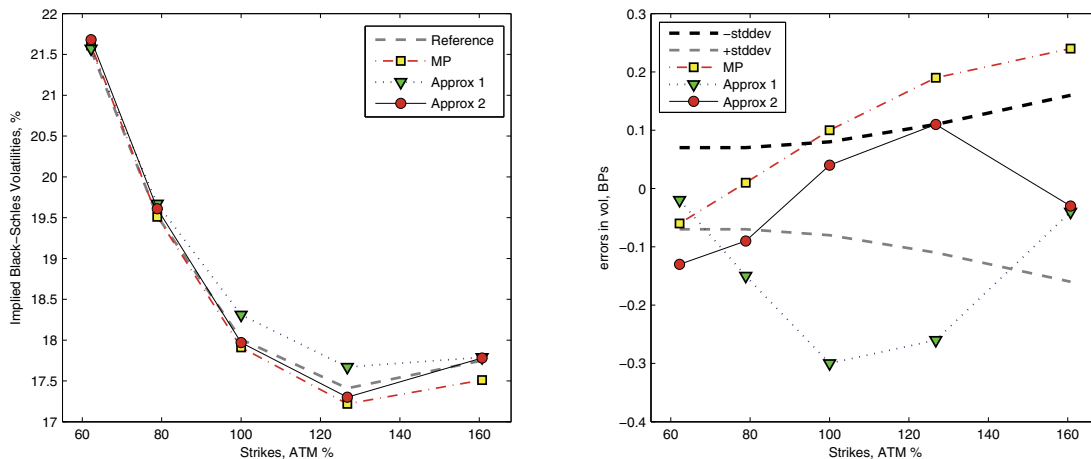 Implied Black−Schles Volatilities, %
22
21.5
21
20.5
20
19.5
19
18.5
18
17.5
17
60 80 100 120 140 160
Strikes, ATM %
Reference
MP
Approx 1
Approx 2
errors in vol, BPs
0.3
0.2
0.1
0
−0.1
−0.2
−0.3
−0.4
60 80 100 120 140 160
Strikes, ATM %
−stddev
+stddev
MP
Approx 1
Approx 2